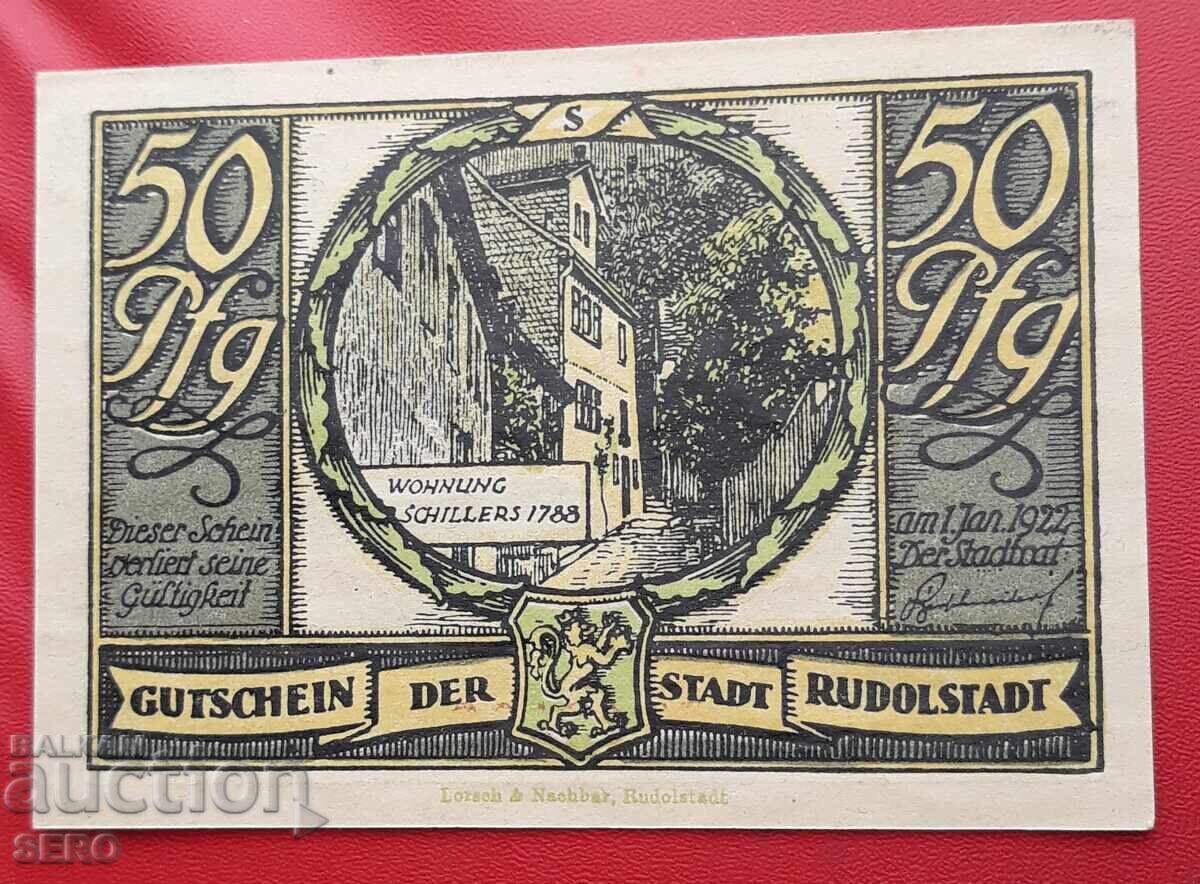 50
Pfg
Dieser Schein
verliert seine
Gültigkeit
S
WOHNUNG
SCHILLERS 1788
50
Pfg
am 1. Jan. 1922
Der Stadtrat
GUTSCHEIN DER STADT RUDOLSTADT
Lorsch & Nachbar, Rudolstadt
BALKAN
auction
SERO